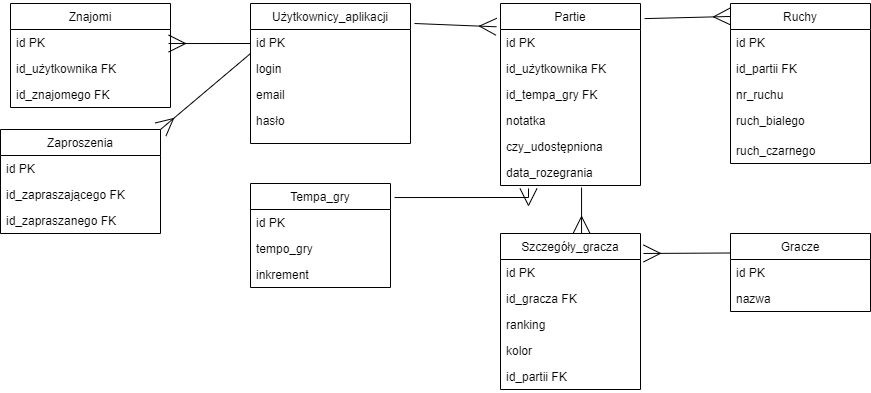 Znajomi
id PK
id_użytkownika FK
id_znajomego FK
Użytkownicy_aplikacji
id PK
login
email
hasło
Partie
id PK
id_użytkownika FK
id_tempa_gry FK
notatka
czy_udostępniona
data_rozegrania
Ruchy
id PK
id_partii FK
nr_ruchu
ruch_bialego
ruch_czarnego
Zaproszenia
id PK
id_zapraszającego FK
id_zapraszanego FK
Tempa_gry
id PK
tempo_gry
inkrement
Szczegóły_gracza
id PK
id_gracza FK
ranking
kolor
id_partii FK
Gracze
id PK
nazwa